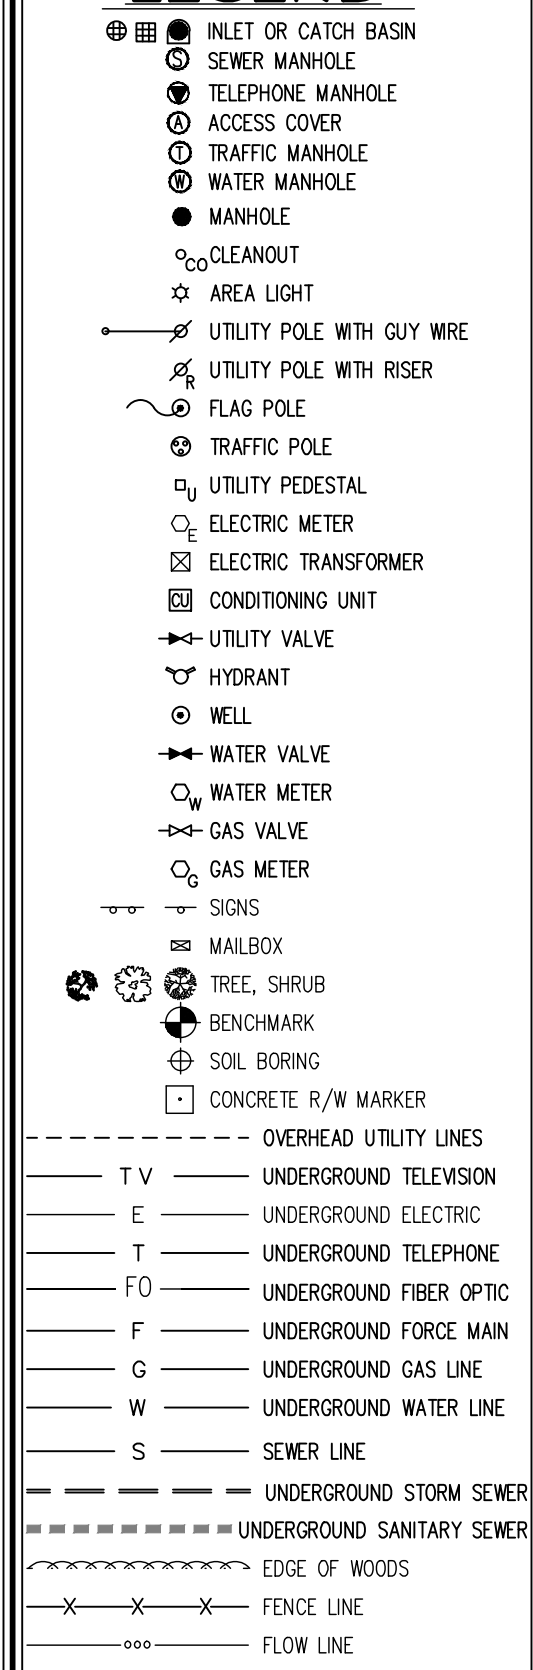 LEGEND
INLET OR CATCH BASIN
S SEWER MANHOLE
TELEPHONE MANHOLE
A ACCESS COVER
T TRAFFIC MANHOLE
W WATER MANHOLE
MANHOLE
CO CLEANOUT
AREA LIGHT
UTILITY POLE WITH GUY WIRE
R UTILITY POLE WITH RISER
FLAG POLE
TRAFFIC POLE
U UTILITY PEDESTAL
E ELECTRIC METER
ELECTRIC TRANSFORMER
CU CONDITIONING UNIT
UTILITY VALVE
HYDRANT
WELL
WATER VALVE
W WATER METER
GAS VALVE
G GAS METER
SIGNS
MAILBOX
TREE, SHRUB
BENCHMARK
SOIL BORING
CONCRETE R/W MARKER
OVERHEAD UTILITY LINES
TV UNDERGROUND TELEVISION
E UNDERGROUND ELECTRIC
T UNDERGROUND TELEPHONE
FO UNDERGROUND FIBER OPTIC
F UNDERGROUND FORCE MAIN
G UNDERGROUND GAS LINE
W UNDERGROUND WATER LINE
S SEWER LINE
UNDERGROUND STORM SEWER
UNDERGROUND SANITARY SEWER
EDGE OF WOODS
X X X FENCE LINE
FLOW LINE